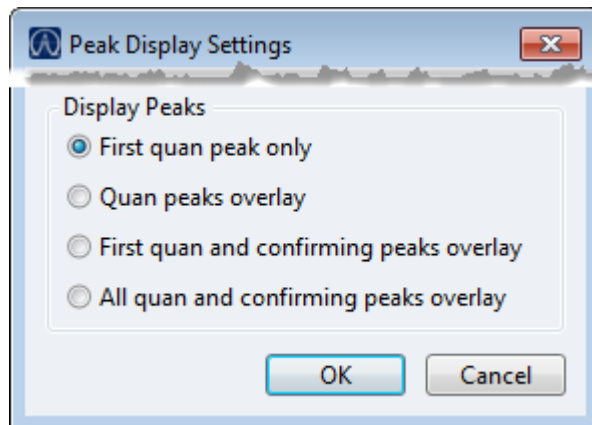 Peak Display Settings
Display Peaks
First quan peak only
Quan peaks overlay
First quan and confirming peaks overlay
All quan and confirming peaks overlay
OK
Cancel